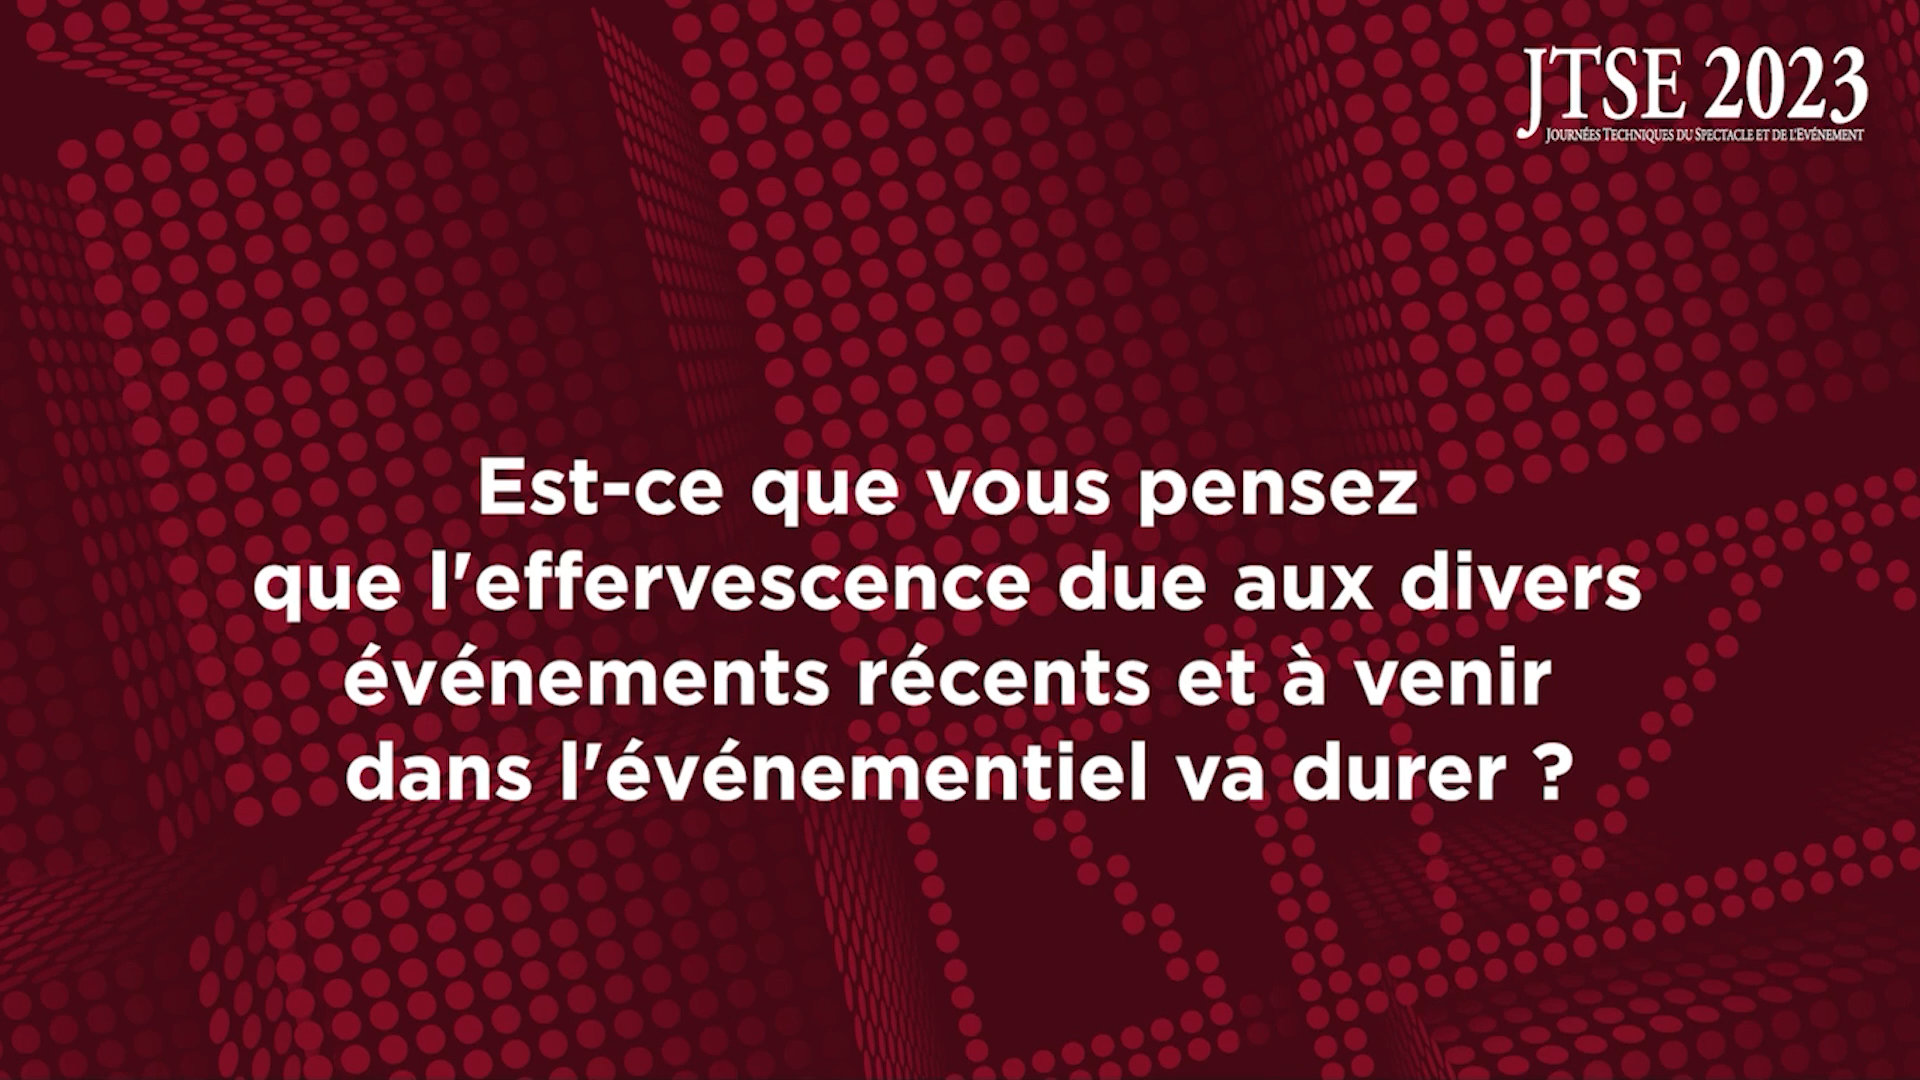 JTSE 2023
JOURNÉES TECHNIQUES DU SPECTACLE ET DE L'EVÉNEMENT
Est-ce que vous pensez
que l'effervescence due aux divers
événements récents et à venir
dans l'événementiel va durer ?